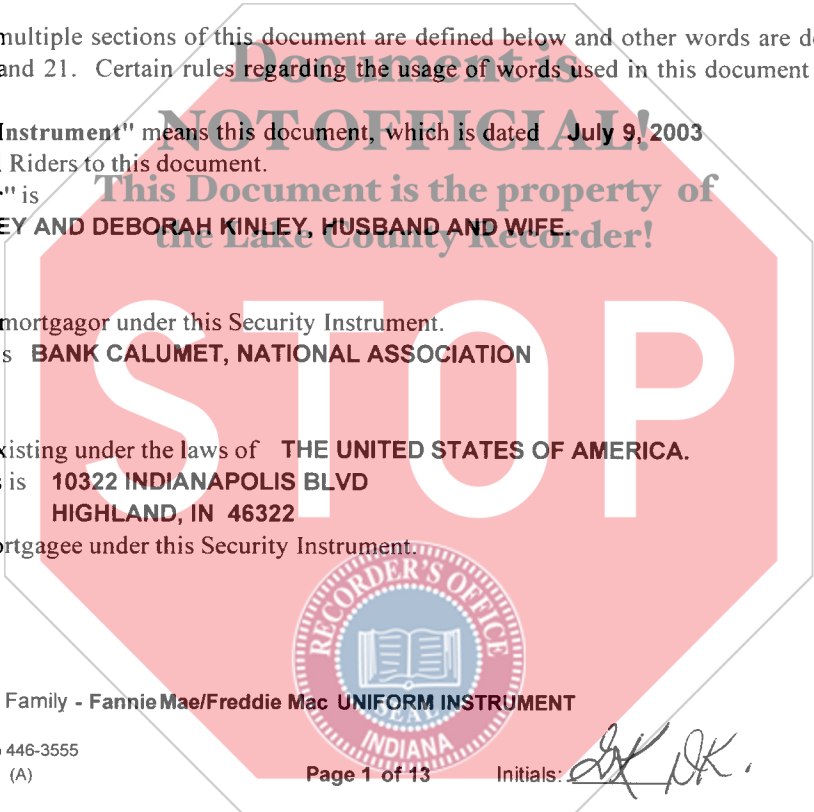 multiple sections of this document are defined below and other words are de
and 21. Certain rules regarding the usage of words used in this document
Document is
NOT OFFICIAL!
This Document is the property of
the Lake County Recorder!
Instrument" means this document, which is dated July 9, 2003
Riders to this document.
" is
EY AND DEBORAH KINLEY, HUSBAND AND WIFE.
mortgagor under this Security Instrument.
s BANK CALUMET, NATIONAL ASSOCIATION
xisting under the laws of THE UNITED STATES OF AMERICA.
s is 10322 INDIANAPOLIS BLVD
HIGHLAND, IN 46322
ortgagee under this Security Instrument.
STOP
RECORDER'S OFFICE
SEAL
INDIANA
Family - Fannie Mae/Freddie Mac UNIFORM INSTRUMENT
446-3555
(A)
Page 1 of 13 Initials: DK DK.